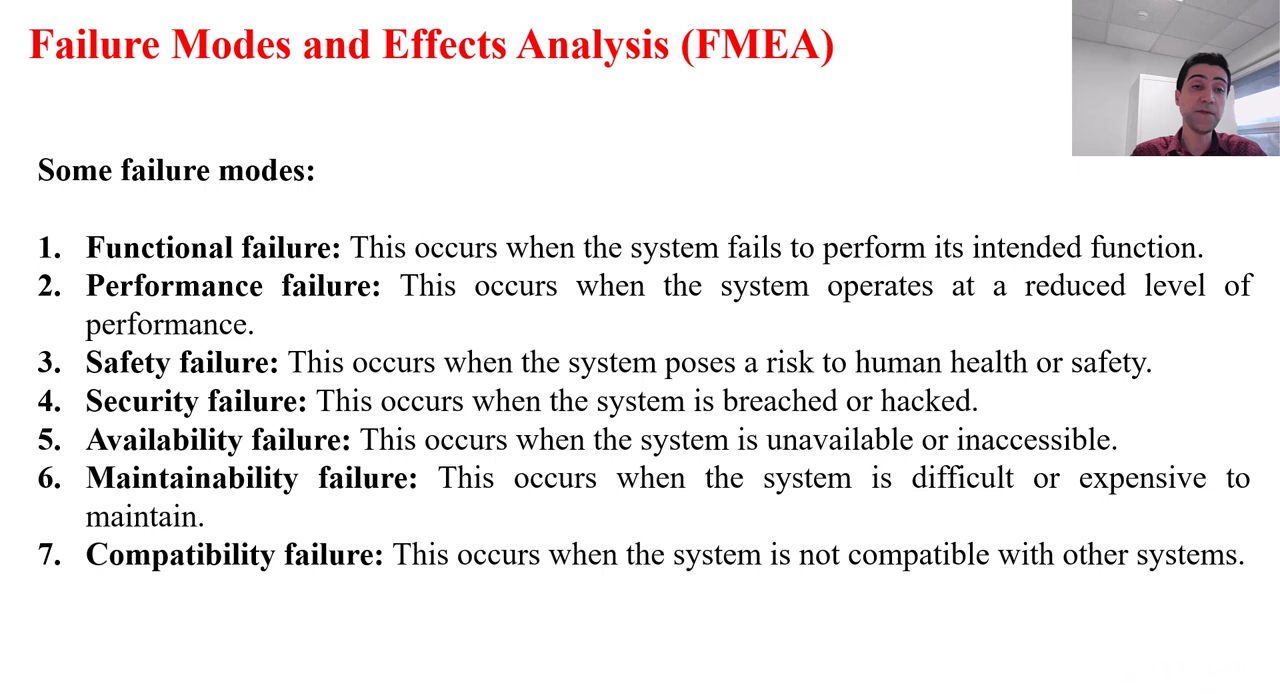 Failure Modes and Effects Analysis (FMEA)
Some failure modes:
1. Functional failure: This occurs when the system fails to perform its intended function.
2. Performance failure: This occurs when the system operates at a reduced level of
performance.
3. Safety failure: This occurs when the system poses a risk to human health or safety.
4. Security failure: This occurs when the system is breached or hacked.
5. Availability failure: This occurs when the system is unavailable or inaccessible.
6. Maintainability failure: This occurs when the system is difficult or expensive to
maintain.
7. Compatibility failure: This occurs when the system is not compatible with other systems.